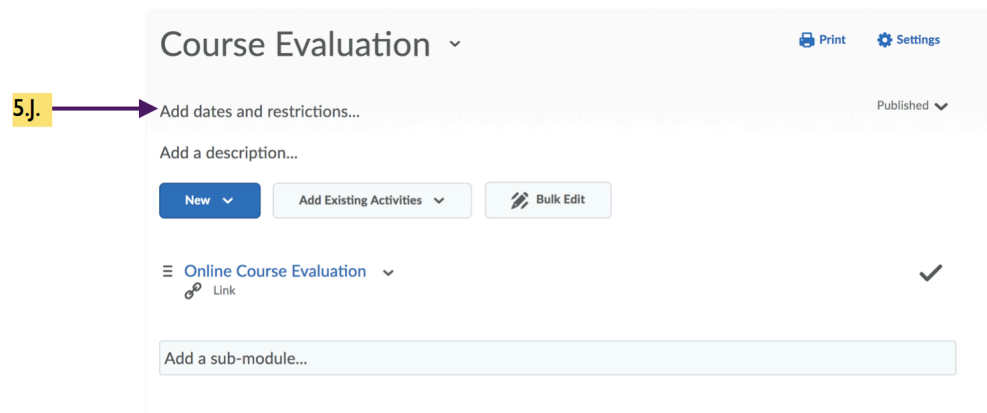 Course Evaluation
Print
Settings
5.J.
Add dates and restrictions...
Published
Add a description...
New
Add Existing Activities
Bulk Edit
Online Course Evaluation
Link
Add a sub-module...